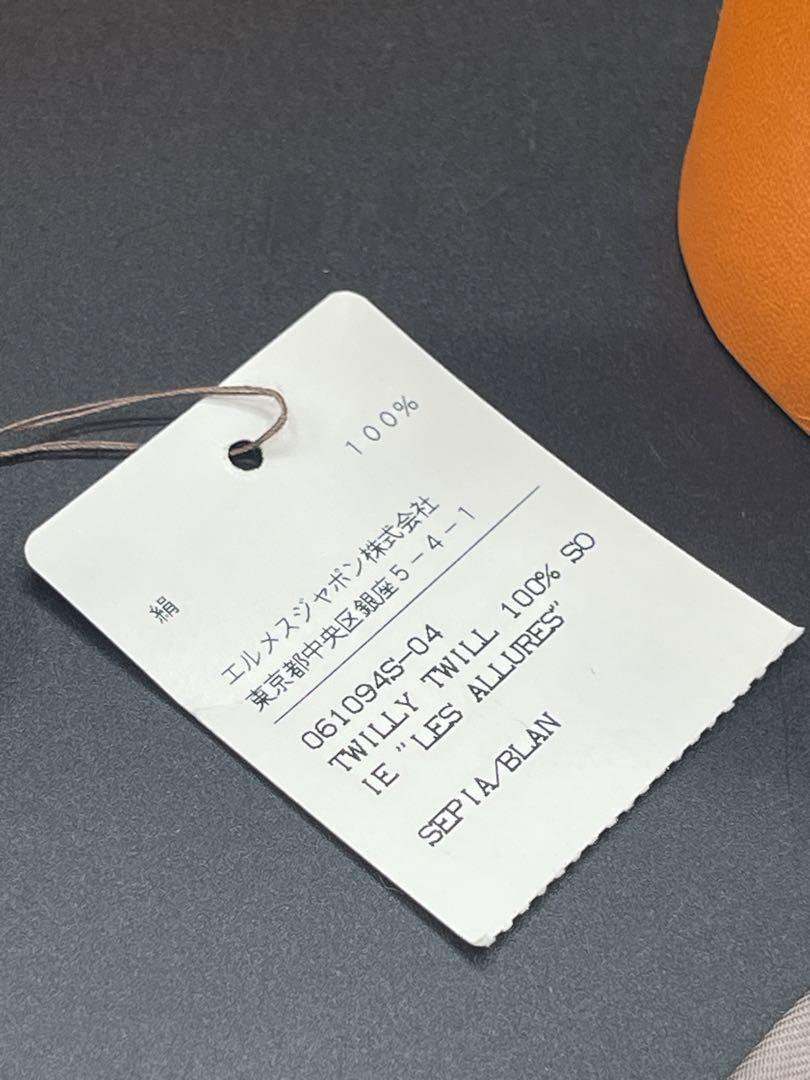 絹 100%
エルメスジャポン株式会社
東京都中央区銀座5-4-1
061094S-04
TWILLY TWILL 100% SO
IE "LES ALLURES"
SEPIA/BLAN